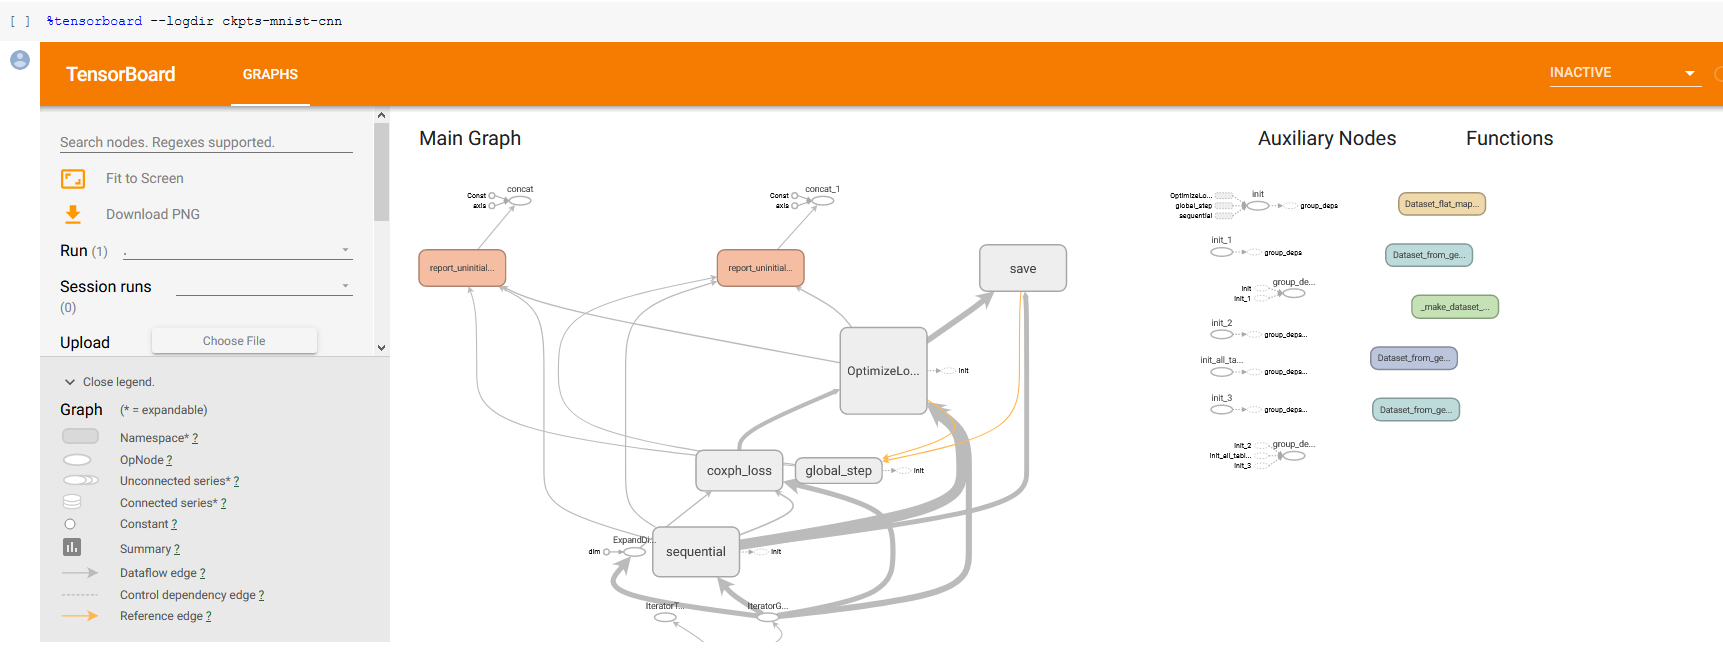 [ ] %tensorboard --logdir ckpts-mnist-cnn
TensorBoard
GRAPHS
INACTIVE
Search nodes. Regexes supported.
Fit to Screen
Download PNG
Run (1) .
Session runs
(0)
Upload
Choose File
Close legend.
Graph (* = expandable)
Namespace* ?
OpNode ?
Unconnected series* ?
Connected series* ?
Constant ?
Summary ?
Dataflow edge ?
Control dependency edge ?
Reference edge ?
Main Graph
Const
axis
concat
Const
axis
concat_1
report_uninitial...
report_uninitial...
save
OptimizeLo...
init
coxph_loss
global_step
init
dim
ExpandDi...
sequential
init
IteratorT...
IteratorG...
Auxiliary Nodes
OptimizeLo...
global_step
sequential
init
group_deps
init_1
group_deps
init
init_1
group_de...
init_2
group_deps...
init_all_ta...
group_deps...
init_3
group_deps...
init_2
init_all_tabl...
init_3
group_de...
Functions
Dataset_flat_map...
Dataset_from_ge...
_make_dataset_...
Dataset_from_ge...
Dataset_from_ge...